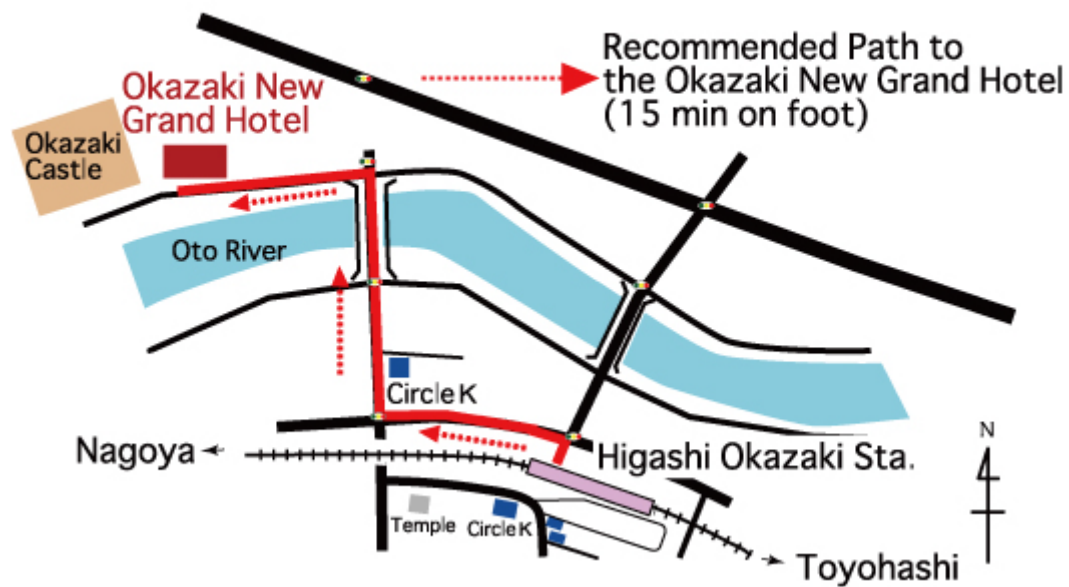 Recommended Path to
the Okazaki New Grand Hotel
(15 min on foot)
Okazaki New
Grand Hotel
Okazaki
Castle
Oto River
Circle K
Nagoya
Higashi Okazaki Sta.
N
Temple
Circle K
Toyohashi